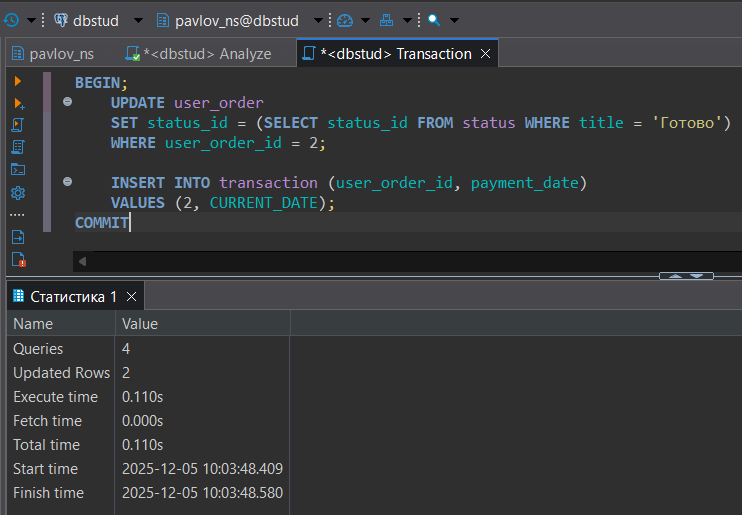 dbstud pavlov_ns@dbstud
pavlov_ns *<dbstud> Analyze *<dbstud> Transaction
BEGIN;
UPDATE user_order
SET status_id = (SELECT status_id FROM status WHERE title = 'Готово')
WHERE user_order_id = 2;
INSERT INTO transaction (user_order_id, payment_date)
VALUES (2, CURRENT_DATE);
COMMIT
Статистика 1
Name Value
Queries 4
Updated Rows 2
Execute time 0.110s
Fetch time 0.000s
Total time 0.110s
Start time 2025-12-05 10:03:48.409
Finish time 2025-12-05 10:03:48.580